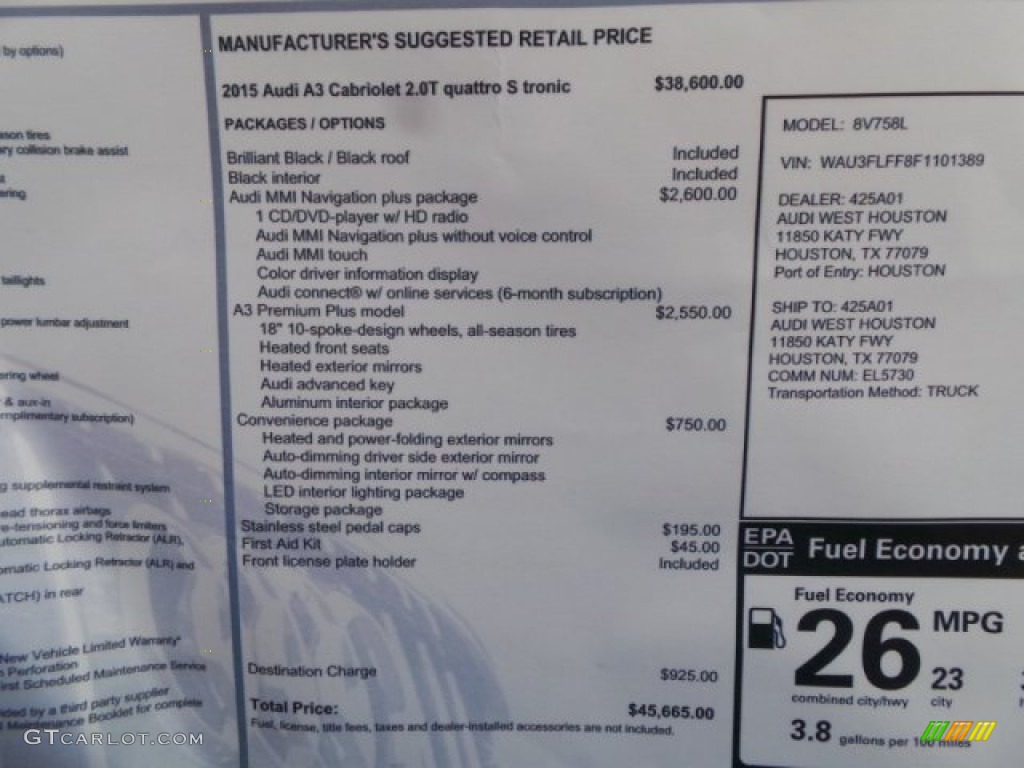 by options)
ason tires
ry collision brake assist
ering
taillights
power lumbar adjustment
ering wheel
& aux-in
mplimentary subscription)
g supplemental restraint system
ead thorax airbags
e-tensioning and force limiters
utomatic Locking Retractor (ALR),
omatic Locking Retractor (ALR) and
ATCH) in rear
New Vehicle Limited Warranty*
n Perforation
irst Scheduled Maintenance Service
ided by a third party supplier
Maintenance Booklet for complete
MANUFACTURER'S SUGGESTED RETAIL PRICE
2015 Audi A3 Cabriolet 2.0T quattro S tronic $38,600.00
PACKAGES / OPTIONS
Brilliant Black / Black roof Included
Black interior Included
Audi MMI Navigation plus package $2,600.00
1 CD/DVD-player w/ HD radio
Audi MMI Navigation plus without voice control
Audi MMI touch
Color driver information display
Audi connect® w/ online services (6-month subscription)
A3 Premium Plus model $2,550.00
18" 10-spoke-design wheels, all-season tires
Heated front seats
Heated exterior mirrors
Audi advanced key
Aluminum interior package
Convenience package $750.00
Heated and power-folding exterior mirrors
Auto-dimming driver side exterior mirror
Auto-dimming interior mirror w/ compass
LED interior lighting package
Storage package
Stainless steel pedal caps $195.00
First Aid Kit $45.00
Front license plate holder Included
Destination Charge $925.00
Total Price: $45,665.00
Fuel, license, title fees, taxes and dealer-installed accessories are not included.
MODEL: 8V758L
VIN: WAU3FLFF8F1101389
DEALER: 425A01
AUDI WEST HOUSTON
11850 KATY FWY
HOUSTON, TX 77079
Port of Entry: HOUSTON
SHIP TO: 425A01
AUDI WEST HOUSTON
11850 KATY FWY
HOUSTON, TX 77079
COMM NUM: EL5730
Transportation Method: TRUCK
EPA
DOT
Fuel Economy a
Fuel Economy
26 MPG
23
combined city/hwy city
3.8 gallons per 100 miles
GTCARLOT.COM